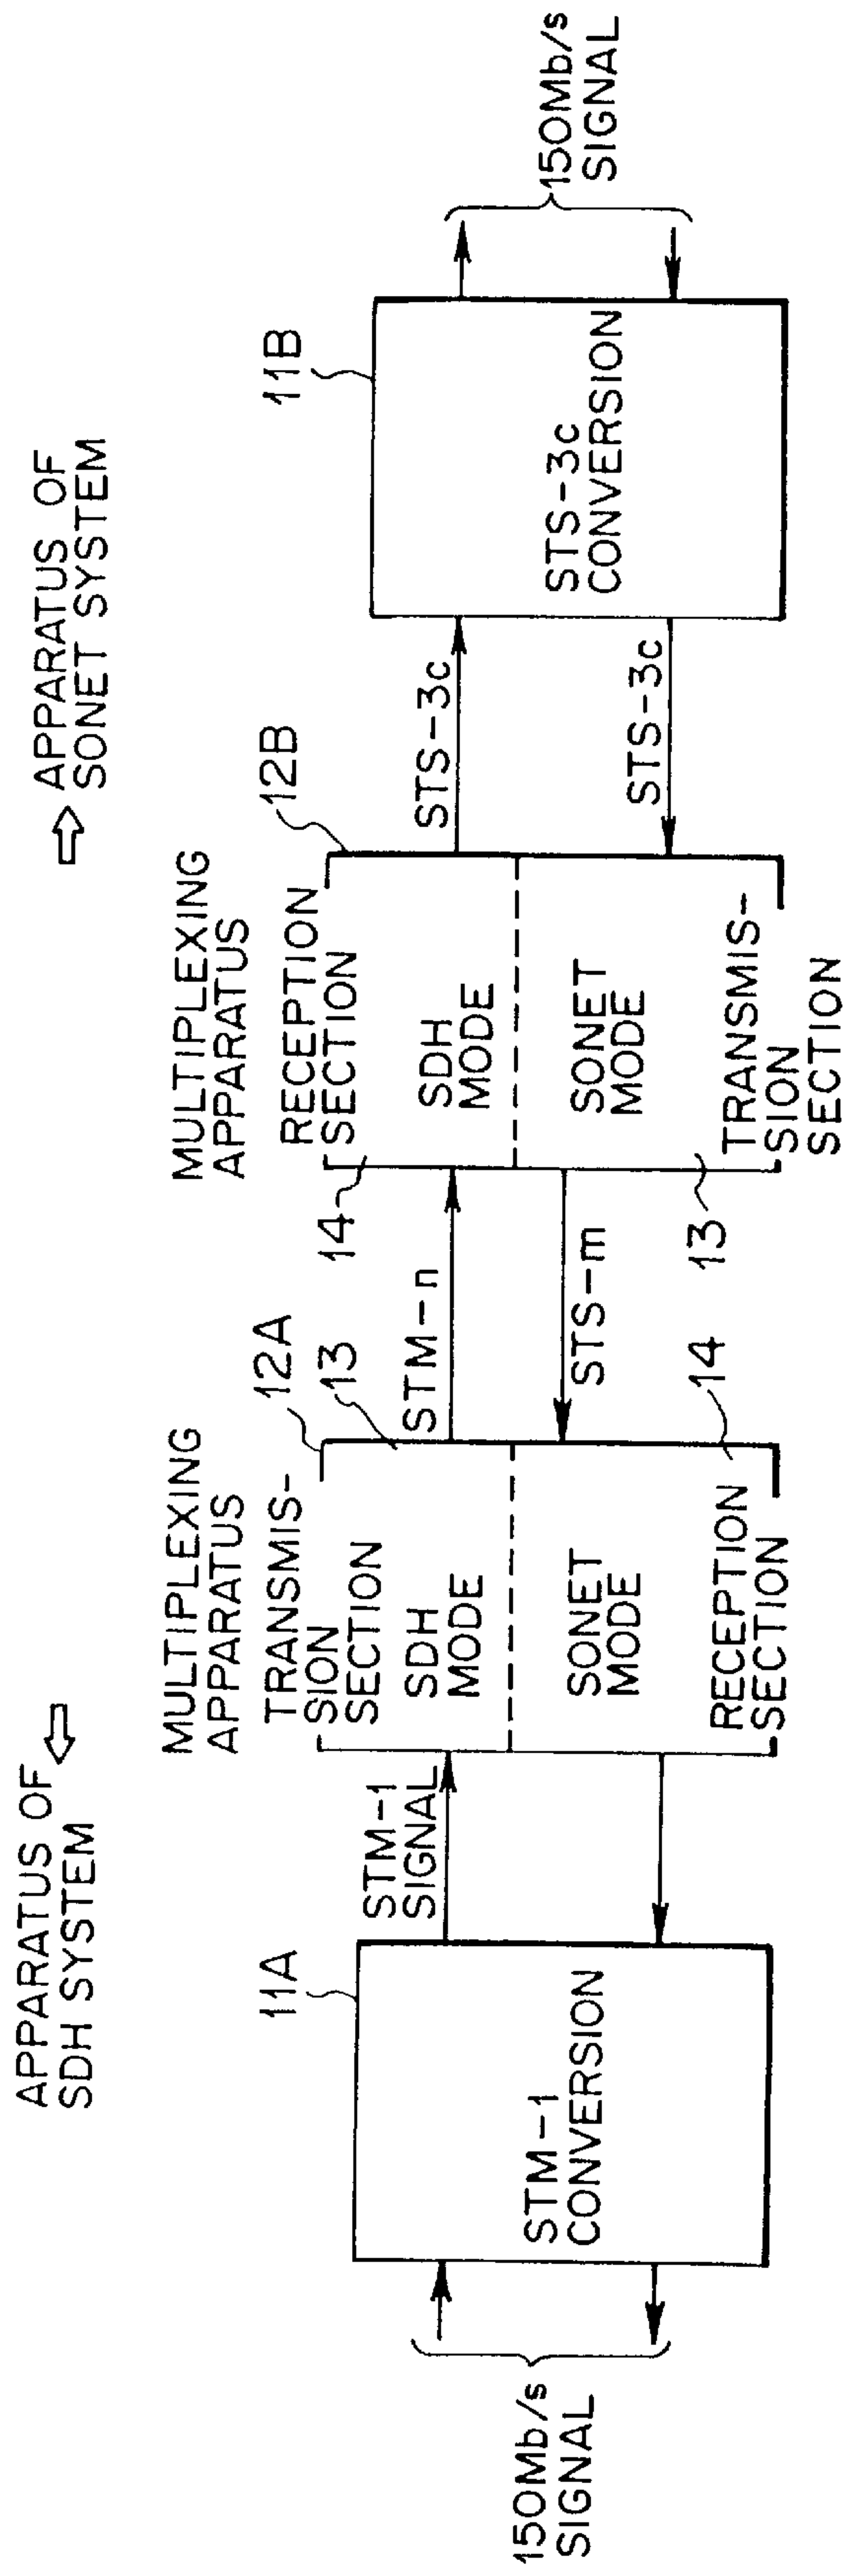 APPARATUS OF
SDH SYSTEM
APPARATUS OF
SONET SYSTEM
150Mb/s
SIGNAL
11A
STM-1
CONVERSION
STM-1
SIGNAL
MULTIPLEXING
APPARATUS
12A
TRANSMIS-
SION
SECTION
13
SDH
MODE
SONET
MODE
RECEPTION
SECTION
14
STM-n
STS-m
MULTIPLEXING
APPARATUS
12B
RECEPTION
SECTION
14
SDH
MODE
SONET
MODE
TRANSMIS-
SION
SECTION
13
STS-3c
STS-3c
11B
STS-3c
CONVERSION
150Mb/s
SIGNAL